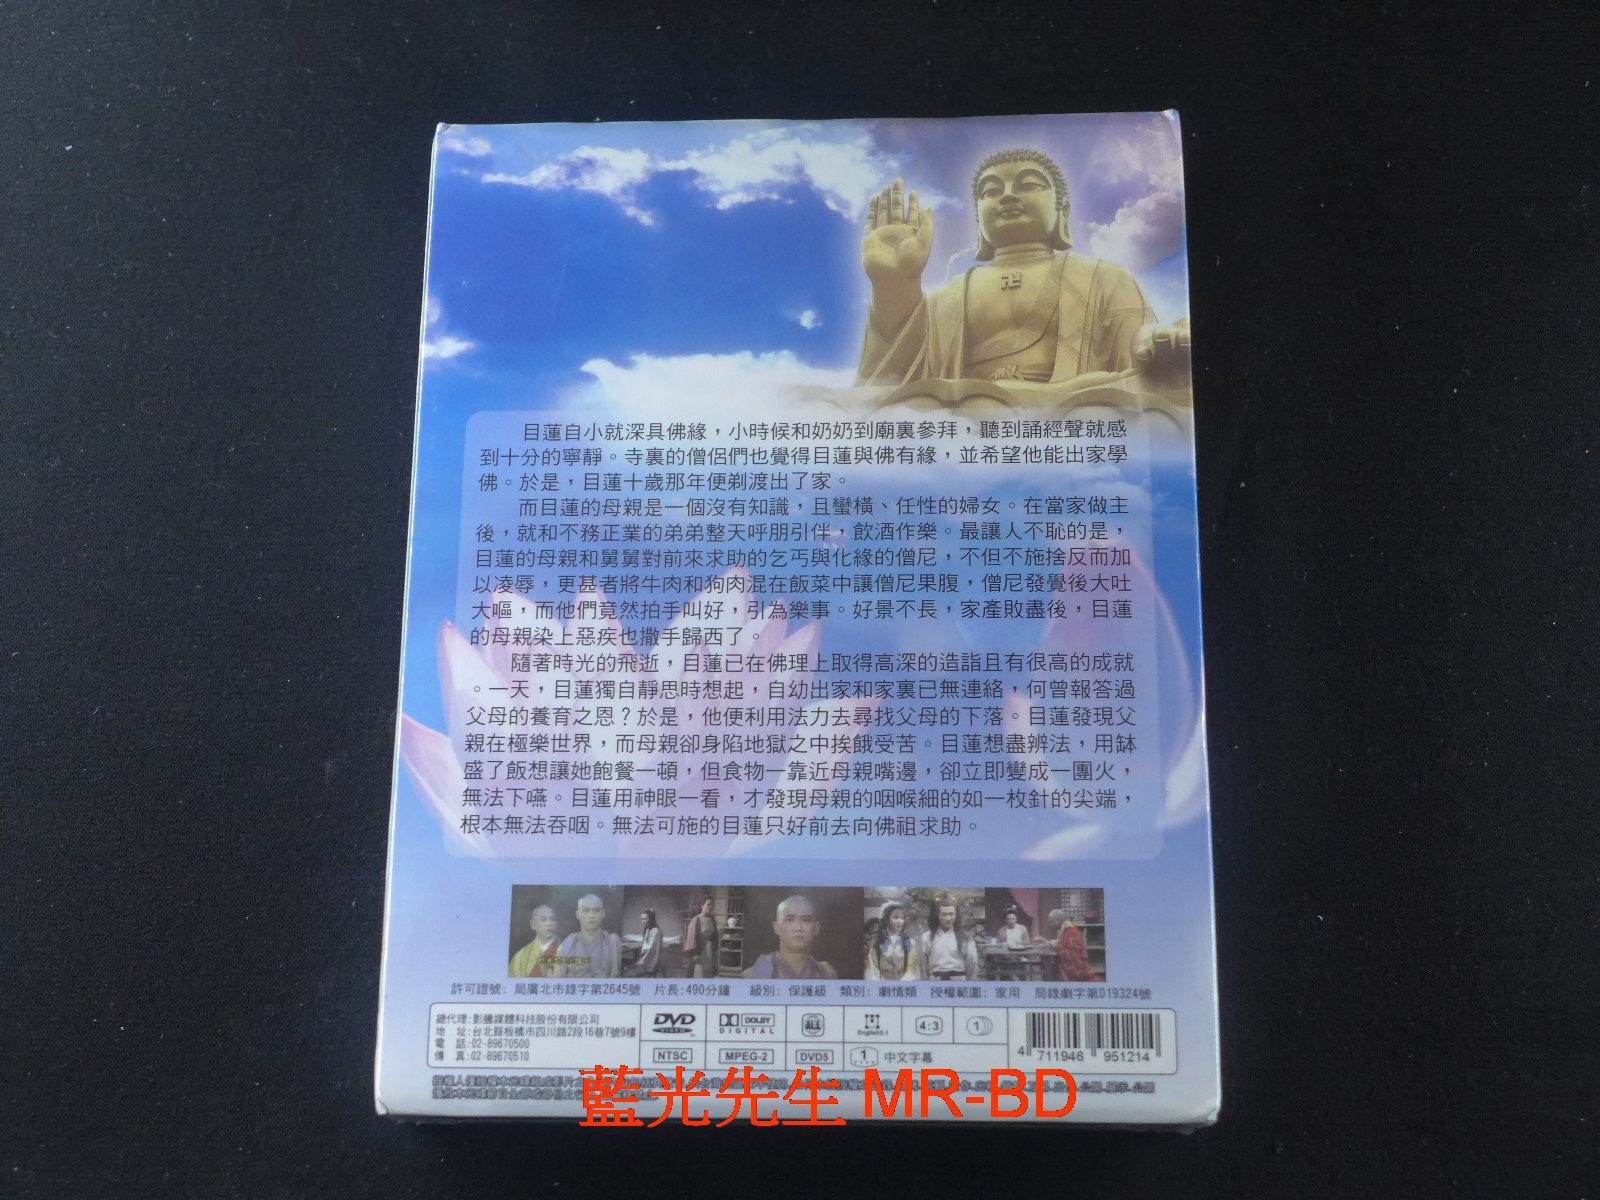 目蓮自小就深具佛緣，小時候和奶奶到廟裏參拜，聽到誦經聲就感
到十分的寧靜。寺裏的僧侶們也覺得目蓮與佛有緣，並希望他能出家學
佛。於是，目蓮十歲那年便剃渡出了家。
而目蓮的母親是一個沒有知識，且蠻橫、任性的婦女。在當家做主
後，就和不務正業的弟弟整天呼朋引伴，飲酒作樂。最讓人不恥的是，
目蓮的母親和舅舅對前來求助的乞丐與化緣的僧尼，不但不施捨反而加
以凌辱，更甚者將牛肉和狗肉混在飯菜中讓僧尼果腹，僧尼發覺後大吐
大嘔，而他們竟然拍手叫好，引為樂事。好景不長，家產敗盡後，目蓮
的母親染上惡疾也撒手歸西了。
隨著時光的飛逝，目蓮已在佛理上取得高深的造詣且有很高的成就
。一天，目蓮獨自靜思時想起，自幼出家和家裏已無連絡，何曾報答過
父母的養育之恩？於是，他便利用法力去尋找父母的下落。目蓮發現父
親在極樂世界，而母親卻身陷地獄之中挨餓受苦。目蓮想盡辨法，用缽
盛了飯想讓她飽餐一頓，但食物一靠近母親嘴邊，卻立即變成一團火，
無法下嚥。目蓮用神眼一看，才發現母親的咽喉細的如一枚針的尖端，
根本無法吞咽。無法可施的目蓮只好前去向佛祖求助。
許可證號：局廣北市錄字第2645號 片長:490分鐘 級別：保護級 類別：劇情類 授權範圍：家用 局錄劇字第019324號
總代理:影騰媒體科技股份有限公司
地 址:台北縣板橋市四川路2段16巷7號9樓
電 話:02-89670500
傳 真:02-89670510
DVD VIDEO
DOLBY DIGITAL
ALL
English5.1
4:3
1
NTSC
MPEG-2
DVD5
1 中文字幕
4 711946 951214
藍光先生 MR-BD